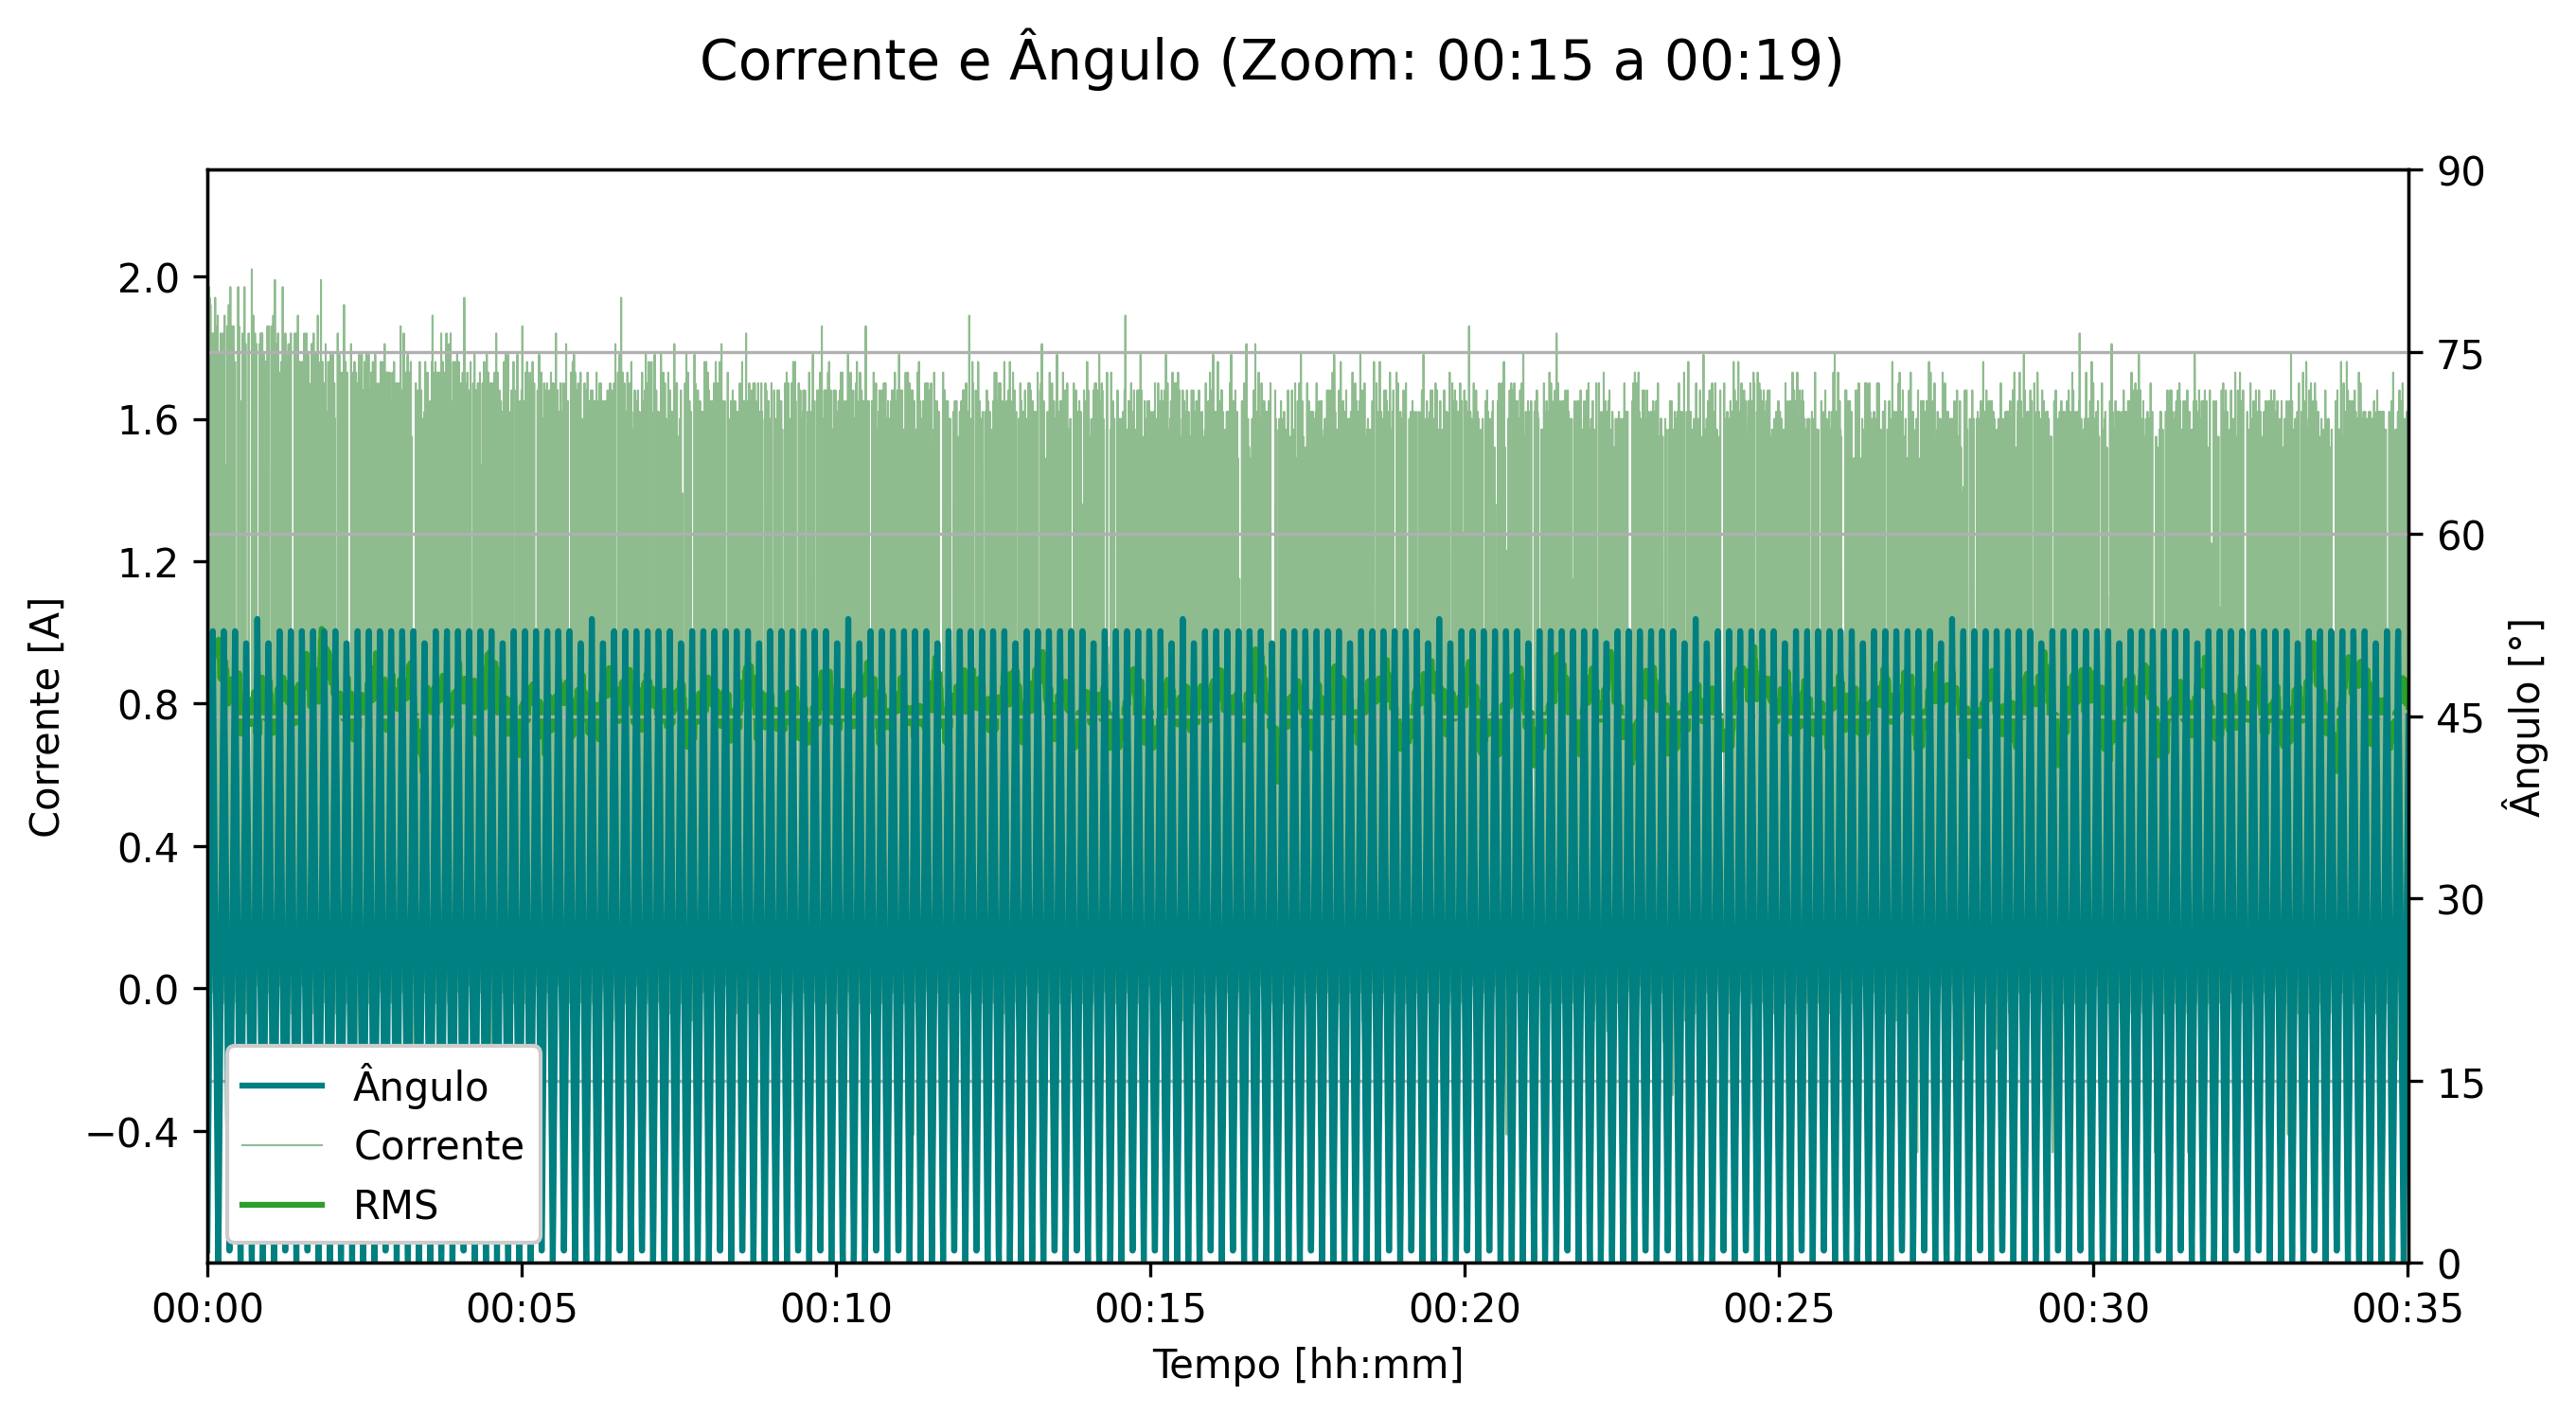 Corrente e Ângulo (Zoom: 00:15 a 00:19)
Corrente [A]
2.0
1.6
1.2
0.8
0.4
0.0
−0.4
90
75
60
45
30
15
0
Ângulo [°]
Ângulo
Corrente
RMS
00:00 00:05 00:10 00:15 00:20 00:25 00:30 00:35
Tempo [hh:mm]